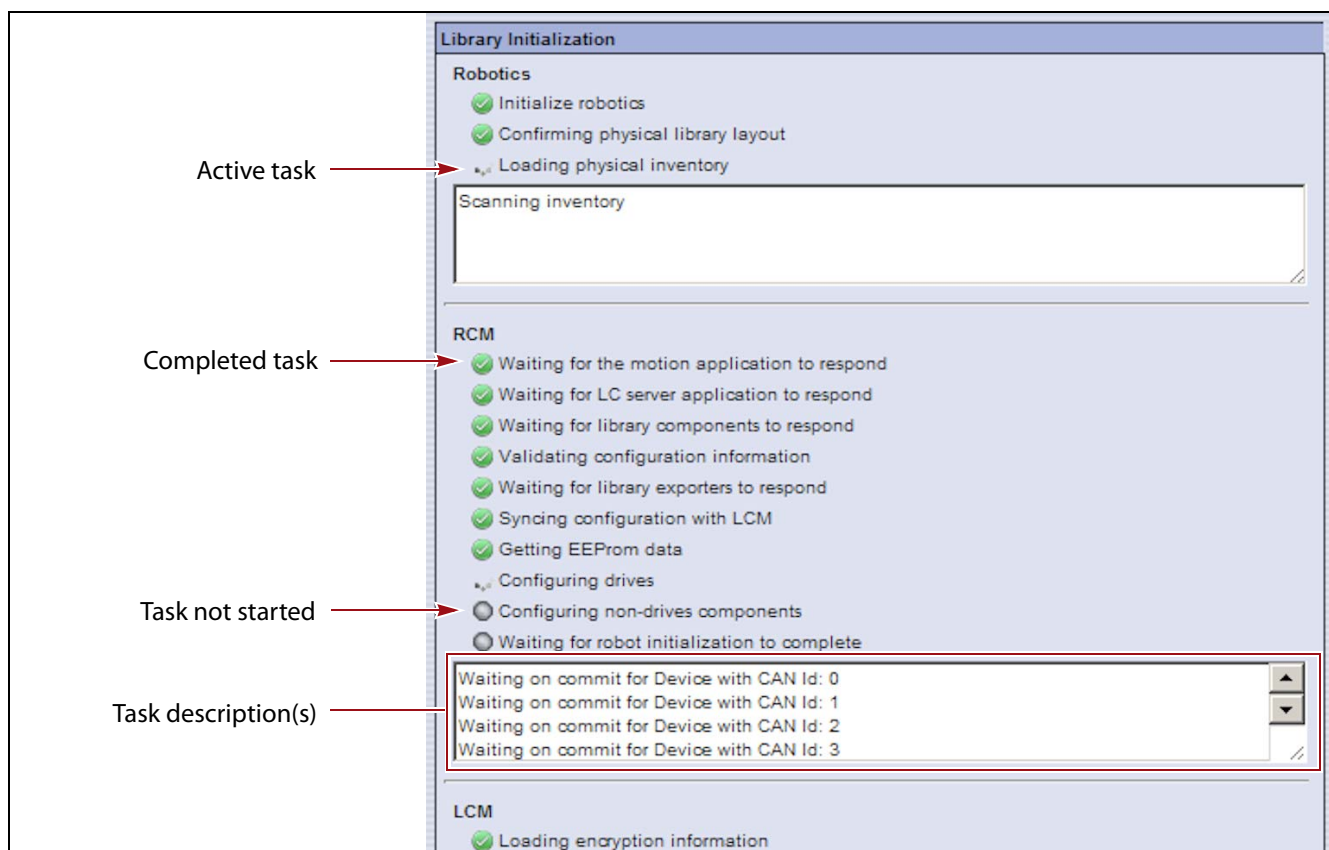 Library Initialization
Robotics
Initialize robotics
Confirming physical library layout
Active task
Loading physical inventory
Scanning inventory
RCM
Completed task
Waiting for the motion application to respond
Waiting for LC server application to respond
Waiting for library components to respond
Validating configuration information
Waiting for library exporters to respond
Syncing configuration with LCM
Getting EEProm data
Configuring drives
Task not started
Configuring non-drives components
Waiting for robot initialization to complete
Task description(s)
Waiting on commit for Device with CAN Id: 0
Waiting on commit for Device with CAN Id: 1
Waiting on commit for Device with CAN Id: 2
Waiting on commit for Device with CAN Id: 3
LCM
Loading encryption information